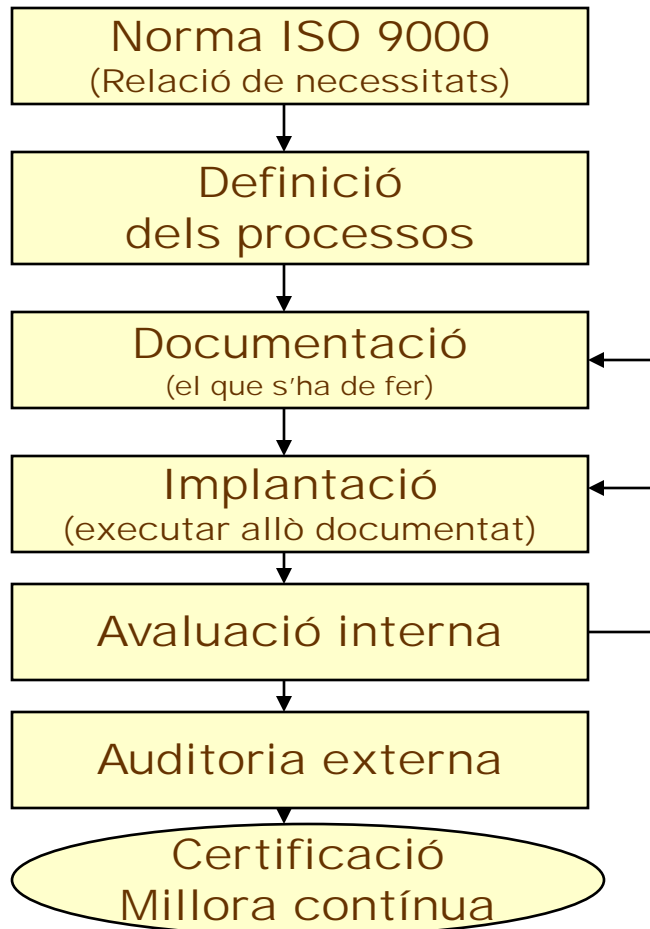 Norma ISO 9000
(Relació de necessitats)
Definició
dels processos
Documentació
(el que s'ha de fer)
Implantació
(executar allò documentat)
Avaluació interna
Auditoria externa
Certificació
Millora contínua